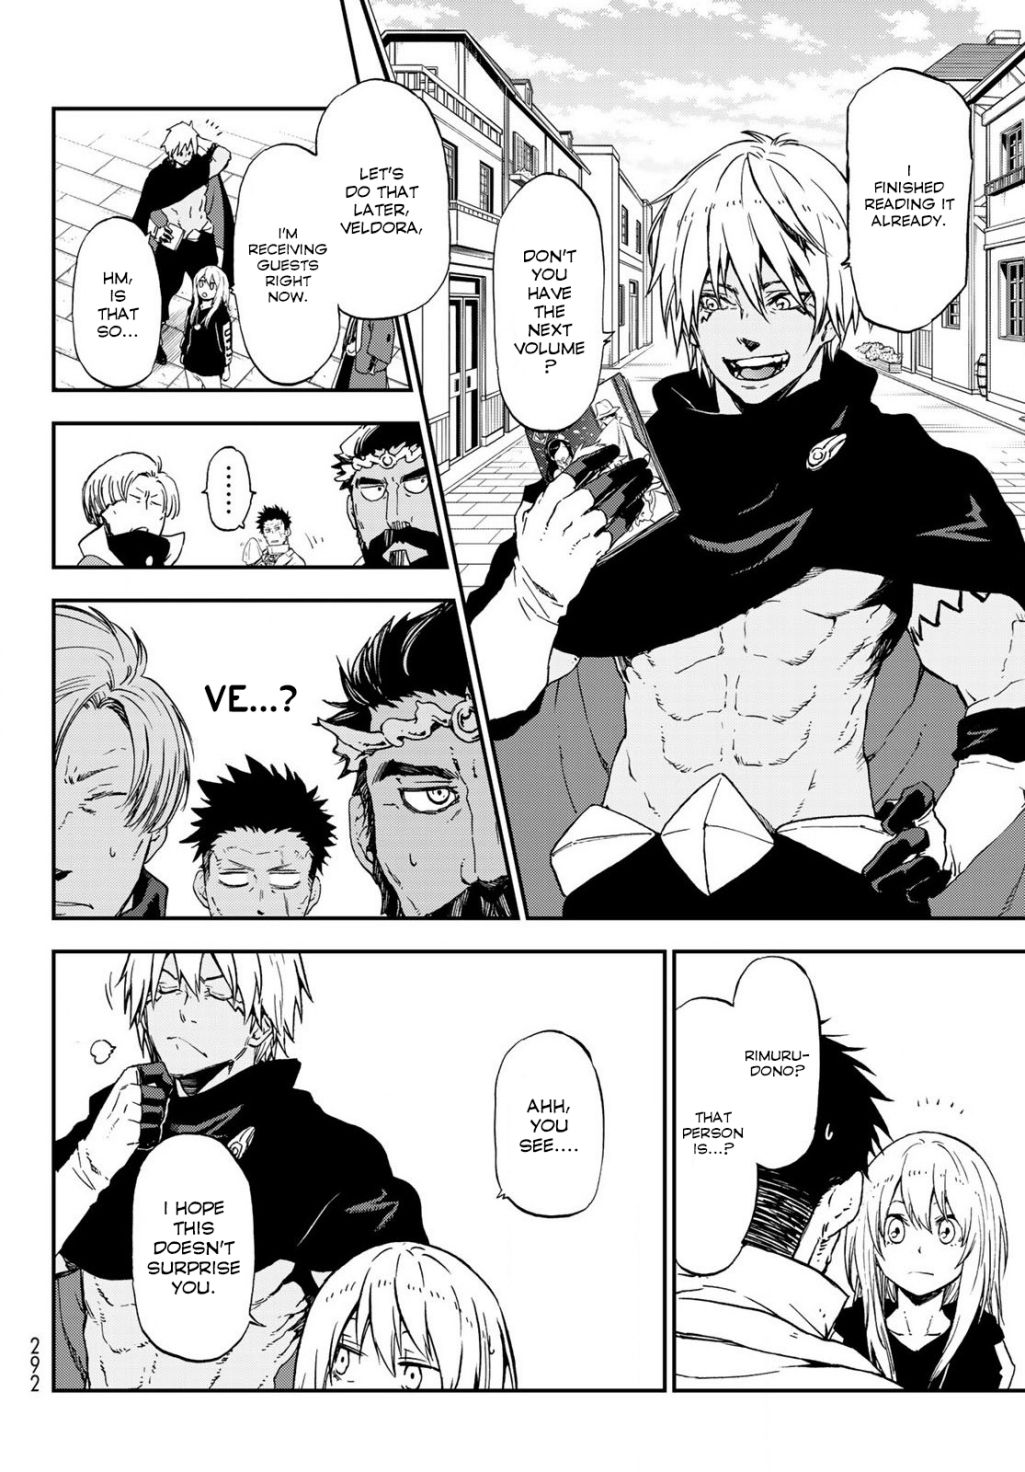 I
FINISHED
READING IT
ALREADY.
DON'T
YOU
HAVE
THE
NEXT
VOLUME
?
LET'S
DO THAT
LATER,
VELDORA,
I'M
RECEIVING
GUESTS
RIGHT
NOW.
HM,
IS
THAT
SO...
.....
VE...?
RIMURU-
DONO?
THAT
PERSON
IS...?
AHH,
YOU
SEE....
I HOPE
THIS
DOESN'T
SURPRISE
YOU.
292